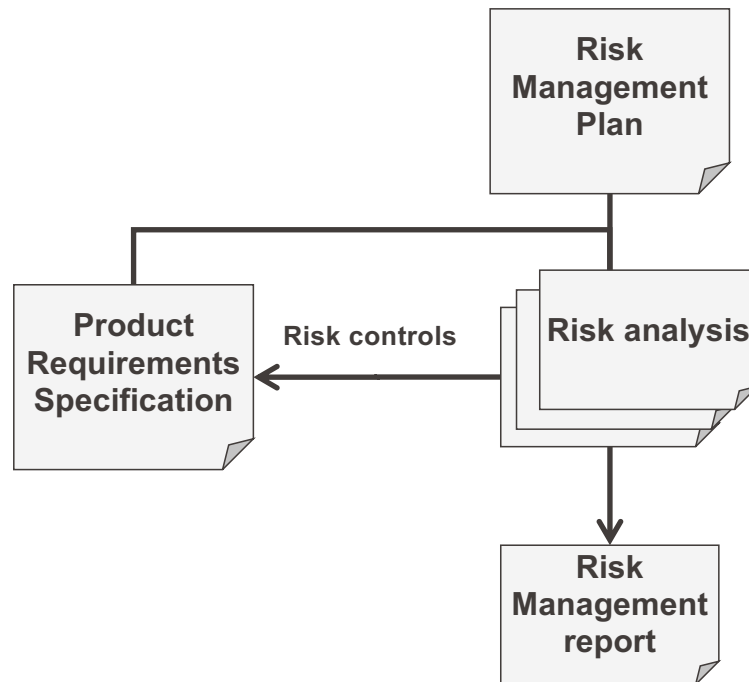 Risk
Management
Plan
Product
Requirements
Specification
Risk controls
Risk analysis
Risk
Management
report